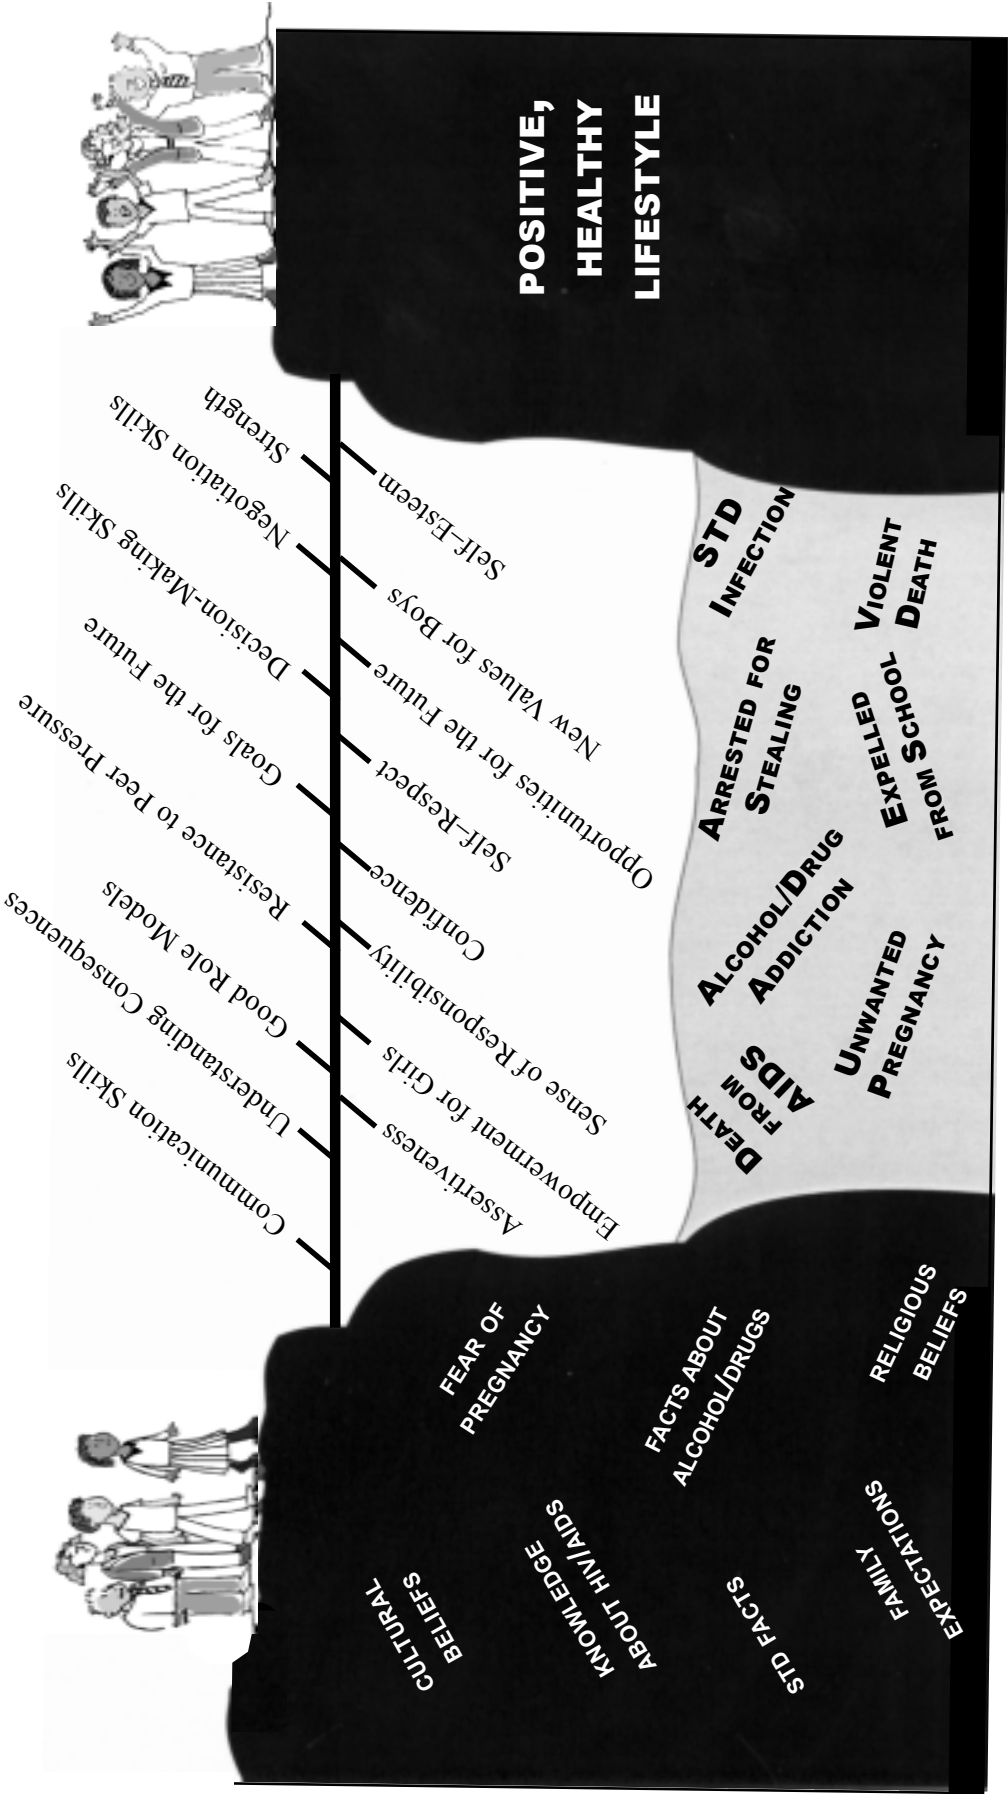 POSITIVE,
HEALTHY
LIFESTYLE
Communication Skills
Understanding Consequences
Good Role Models
Resistance to Peer Pressure
Goals for the Future
Decision-Making Skills
Negotiation Skills
Strength
Assertiveness
Empowerment for Girls
Sense of Responsibility
Confidence
Self-Respect
Opportunities for the Future
New Values for Boys
Self-Esteem
DEATH
FROM
AIDS
ALCOHOL/DRUG
ADDICTION
ARRESTED FOR
STEALING
STD
INFECTION
UNWANTED
PREGNANCY
EXPELLED
FROM SCHOOL
VIOLENT
DEATH
CULTURAL
BELIEFS
FEAR OF
PREGNANCY
KNOWLEDGE
ABOUT HIV/AIDS
FACTS ABOUT
ALCOHOL/DRUGS
STD FACTS
FAMILY
EXPECTATIONS
RELIGIOUS
BELIEFS